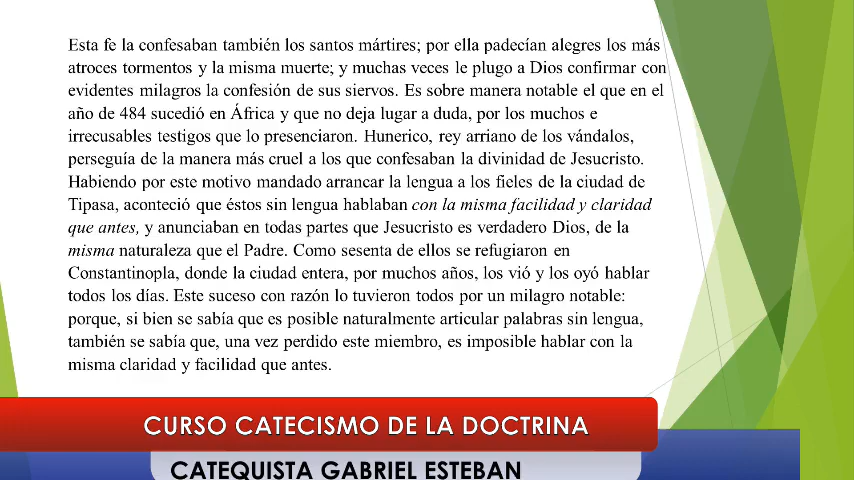 Esta fe la confesaban también los santos mártires; por ella padecían alegres los más
atroces tormentos y la misma muerte; y muchas veces le plugo a Dios confirmar con
evidentes milagros la confesión de sus siervos. Es sobre manera notable el que en el
año de 484 sucedió en África y que no deja lugar a duda, por los muchos e
irrecusables testigos que lo presenciaron. Hunerico, rey arriano de los vándalos,
perseguía de la manera más cruel a los que confesaban la divinidad de Jesucristo.
Habiendo por este motivo mandado arrancar la lengua a los fieles de la ciudad de
Tipasa, aconteció que éstos sin lengua hablaban con la misma facilidad y claridad
que antes, y anunciaban en todas partes que Jesucristo es verdadero Dios, de la
misma naturaleza que el Padre. Como sesenta de ellos se refugiaron en
Constantinopla, donde la ciudad entera, por muchos años, los vió y los oyó hablar
todos los días. Este suceso con razón lo tuvieron todos por un milagro notable:
porque, si bien se sabía que es posible naturalmente articular palabras sin lengua,
también se sabía que, una vez perdido este miembro, es imposible hablar con la
misma claridad y facilidad que antes.
CURSO CATECISMO DE LA DOCTRINA
CATEQUISTA GABRIEL ESTEBAN